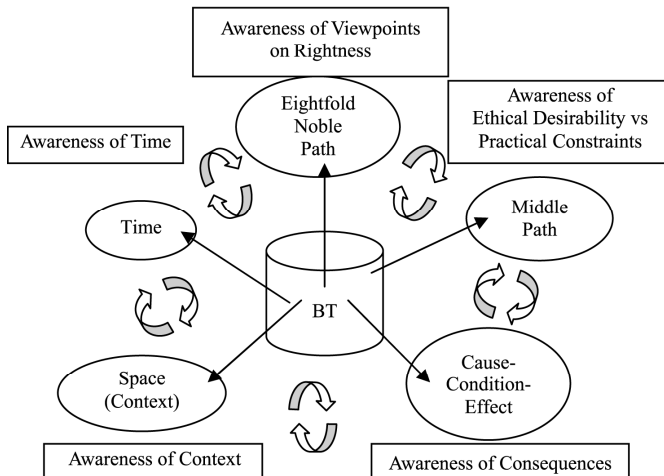 Awareness of Viewpoints
on Rightness
Eightfold
Noble
Path
Awareness of
Ethical Desirability vs
Practical Constraints
Awareness of Time
Time
Middle
Path
BT
Space
(Context)
Cause-
Condition-
Effect
Awareness of Context
Awareness of Consequences